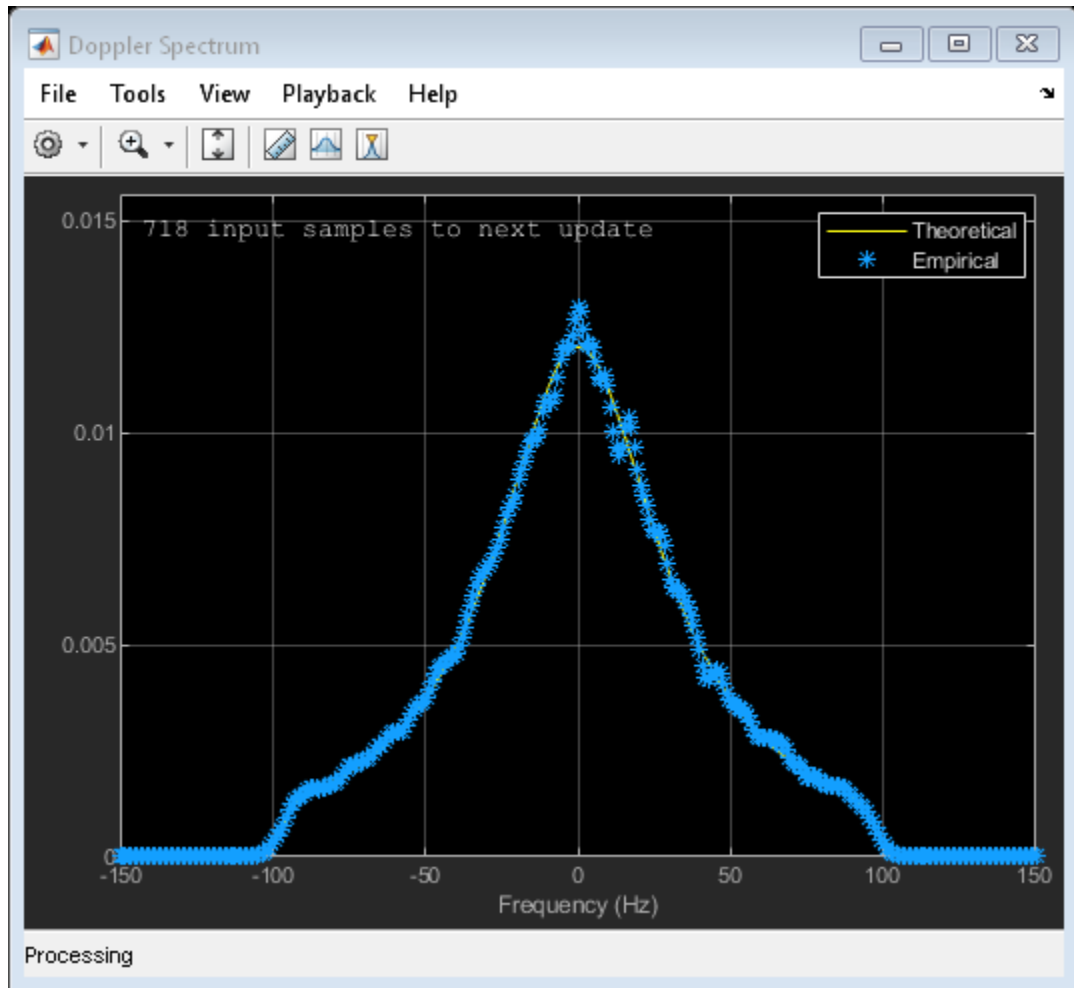 Doppler Spectrum
File Tools View Playback Help
718 input samples to next update
Theoretical
Empirical
0.015
0.01
0.005
0
-150 -100 -50 0 50 100 150
Frequency (Hz)
Processing